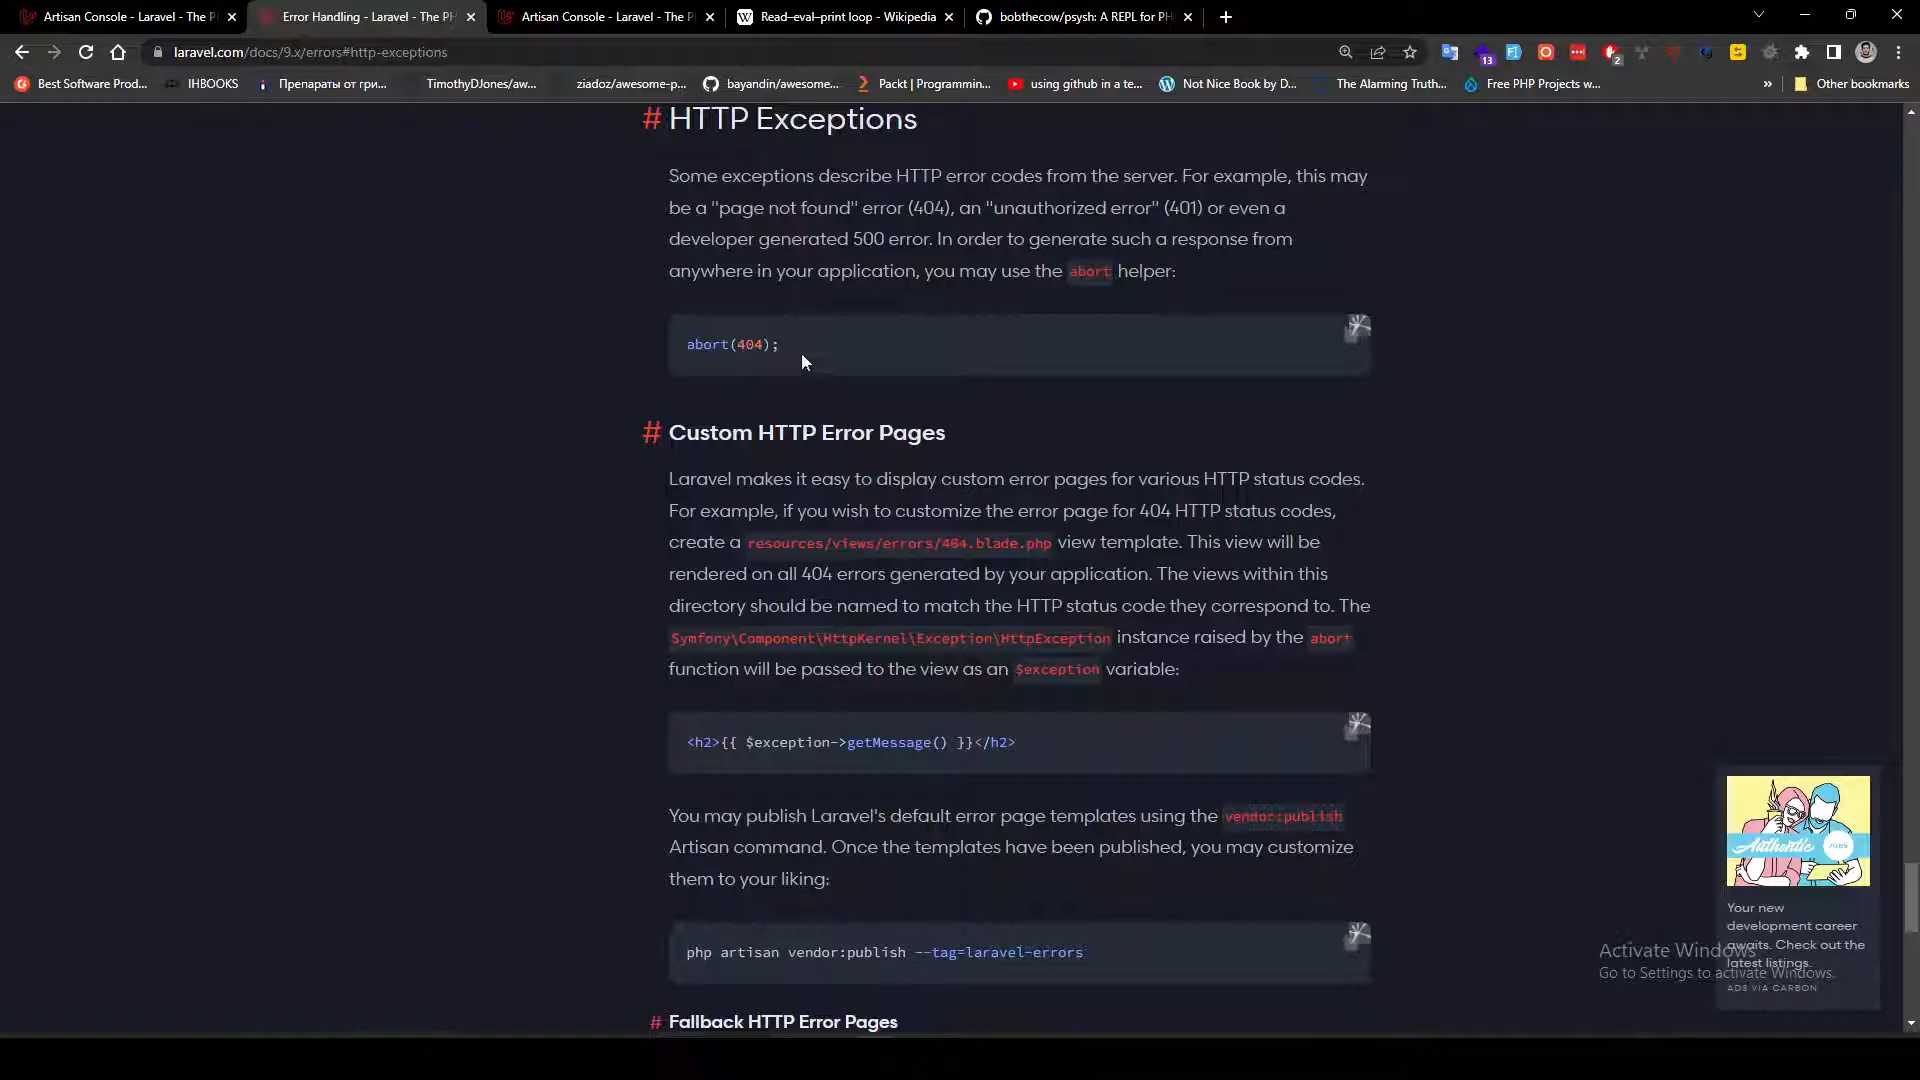 Artisan Console - Laravel - The P
Error Handling - Laravel - The PH
Artisan Console - Laravel - The P
Read–eval–print loop - Wikipedia
bobthecow/psysh: A REPL for PH
laravel.com/docs/9.x/errors#http-exceptions
13
2
Best Software Prod...
IHBOOKS
Препараты от гри...
TimothyDJones/aw...
ziadoz/awesome-p...
bayandin/awesome...
Packt | Programmin...
using github in a te...
Not Nice Book by D...
The Alarming Truth...
Free PHP Projects w...
»
Other bookmarks
# HTTP Exceptions
Some exceptions describe HTTP error codes from the server. For example, this may
be a "page not found" error (404), an "unauthorized error" (401) or even a
developer generated 500 error. In order to generate such a response from
anywhere in your application, you may use the abort helper:
abort(404);
# Custom HTTP Error Pages
Laravel makes it easy to display custom error pages for various HTTP status codes.
For example, if you wish to customize the error page for 404 HTTP status codes,
create a resources/views/errors/404.blade.php view template. This view will be
rendered on all 404 errors generated by your application. The views within this
directory should be named to match the HTTP status code they correspond to. The
Symfony\Component\HttpKernel\Exception\HttpException instance raised by the abort
function will be passed to the view as an $exception variable:
<h2>{{ $exception->getMessage() }}</h2>
You may publish Laravel's default error page templates using the vendor:publish
Artisan command. Once the templates have been published, you may customize
them to your liking:
php artisan vendor:publish --tag=laravel-errors
# Fallback HTTP Error Pages
Authentic JOBS
Your new
development career
awaits. Check out the
latest listings.
ADS VIA CARBON
Activate Windows
Go to Settings to activate Windows.